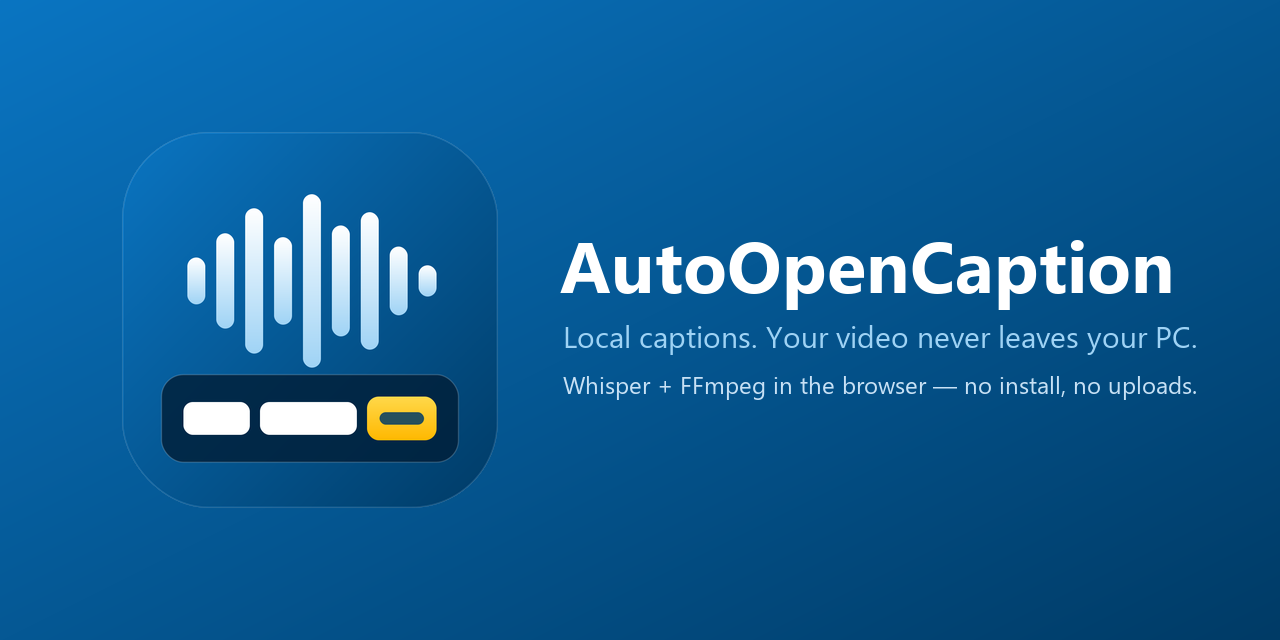 AutoOpenCaption
Local captions. Your video never leaves your PC.
Whisper + FFmpeg in the browser — no install, no uploads.